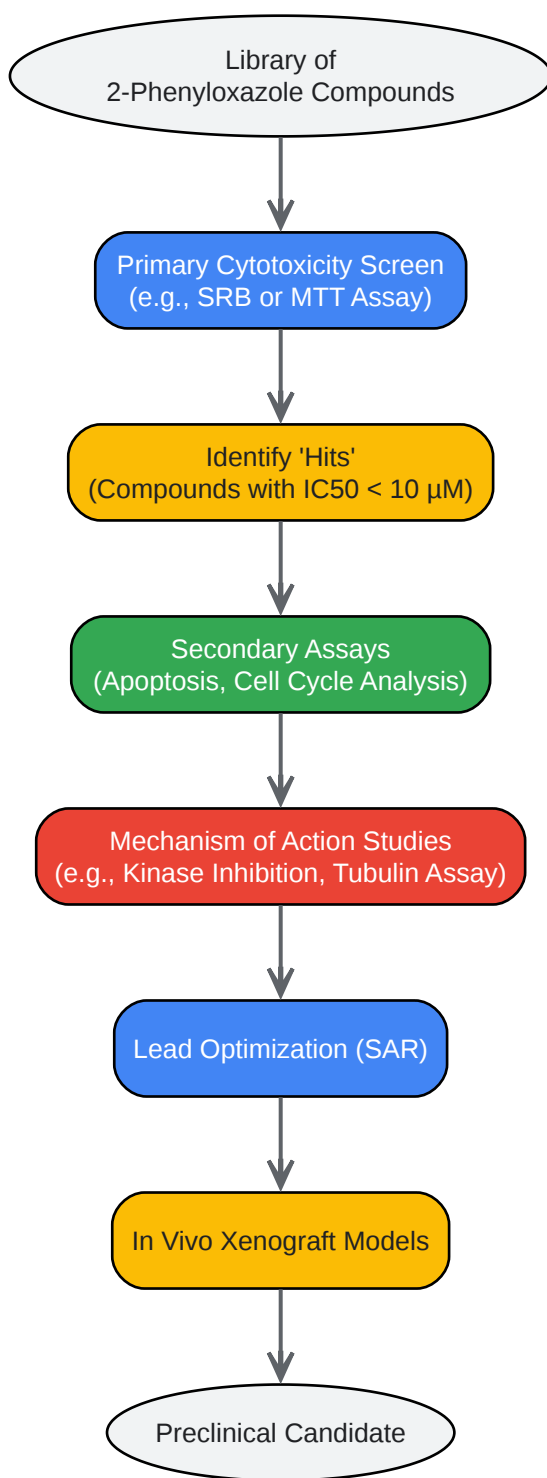 Library of
2-Phenyloxazole Compounds
Primary Cytotoxicity Screen
(e.g., SRB or MTT Assay)
Identify 'Hits'
(Compounds with IC50 < 10 µM)
Secondary Assays
(Apoptosis, Cell Cycle Analysis)
Mechanism of Action Studies
(e.g., Kinase Inhibition, Tubulin Assay)
Lead Optimization (SAR)
In Vivo Xenograft Models
Preclinical Candidate